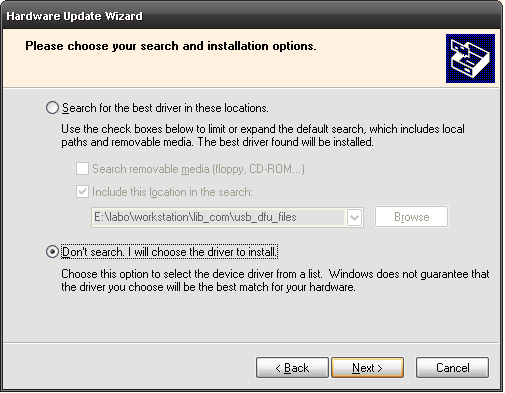 Hardware Update Wizard
Please choose your search and installation options.
Search for the best driver in these locations.
Use the check boxes below to limit or expand the default search, which includes local
paths and removable media. The best driver found will be installed.
Search removable media (floppy, CD-ROM...)
Include this location in the search:
E:\labo\workstation\lib_com\usb_dfu_files
Browse
Don't search. I will choose the driver to install.
Choose this option to select the device driver from a list. Windows does not guarantee that
the driver you choose will be the best match for your hardware.
< Back
Next >
Cancel